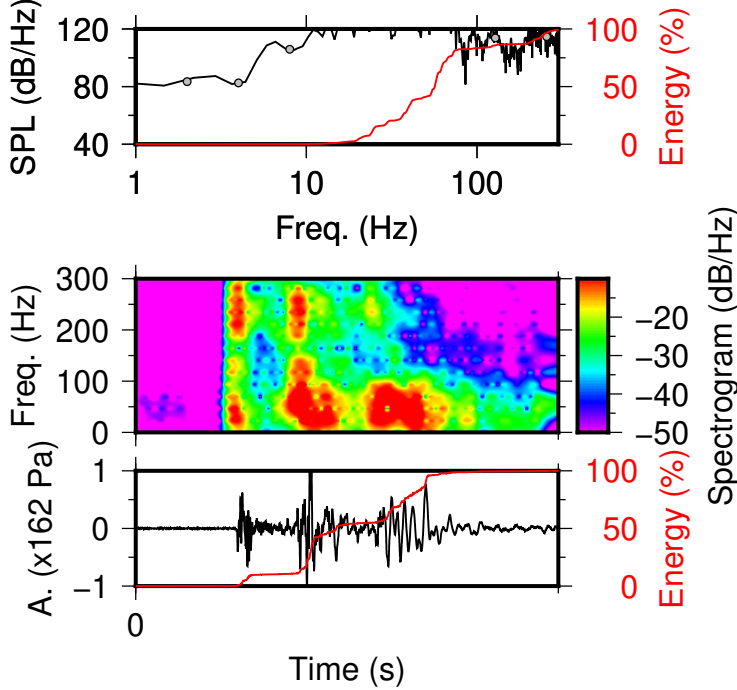 120
80
40
SPL (dB/Hz)
100
50
0
Energy (%)
1 10 100
Freq. (Hz)
300
200
100
0
Freq. (Hz)
−20
−30
−40
−50
Spectrogram (dB/Hz)
1
0
−1
A. (x162 Pa)
100
50
0
Energy (%)
0
Time (s)